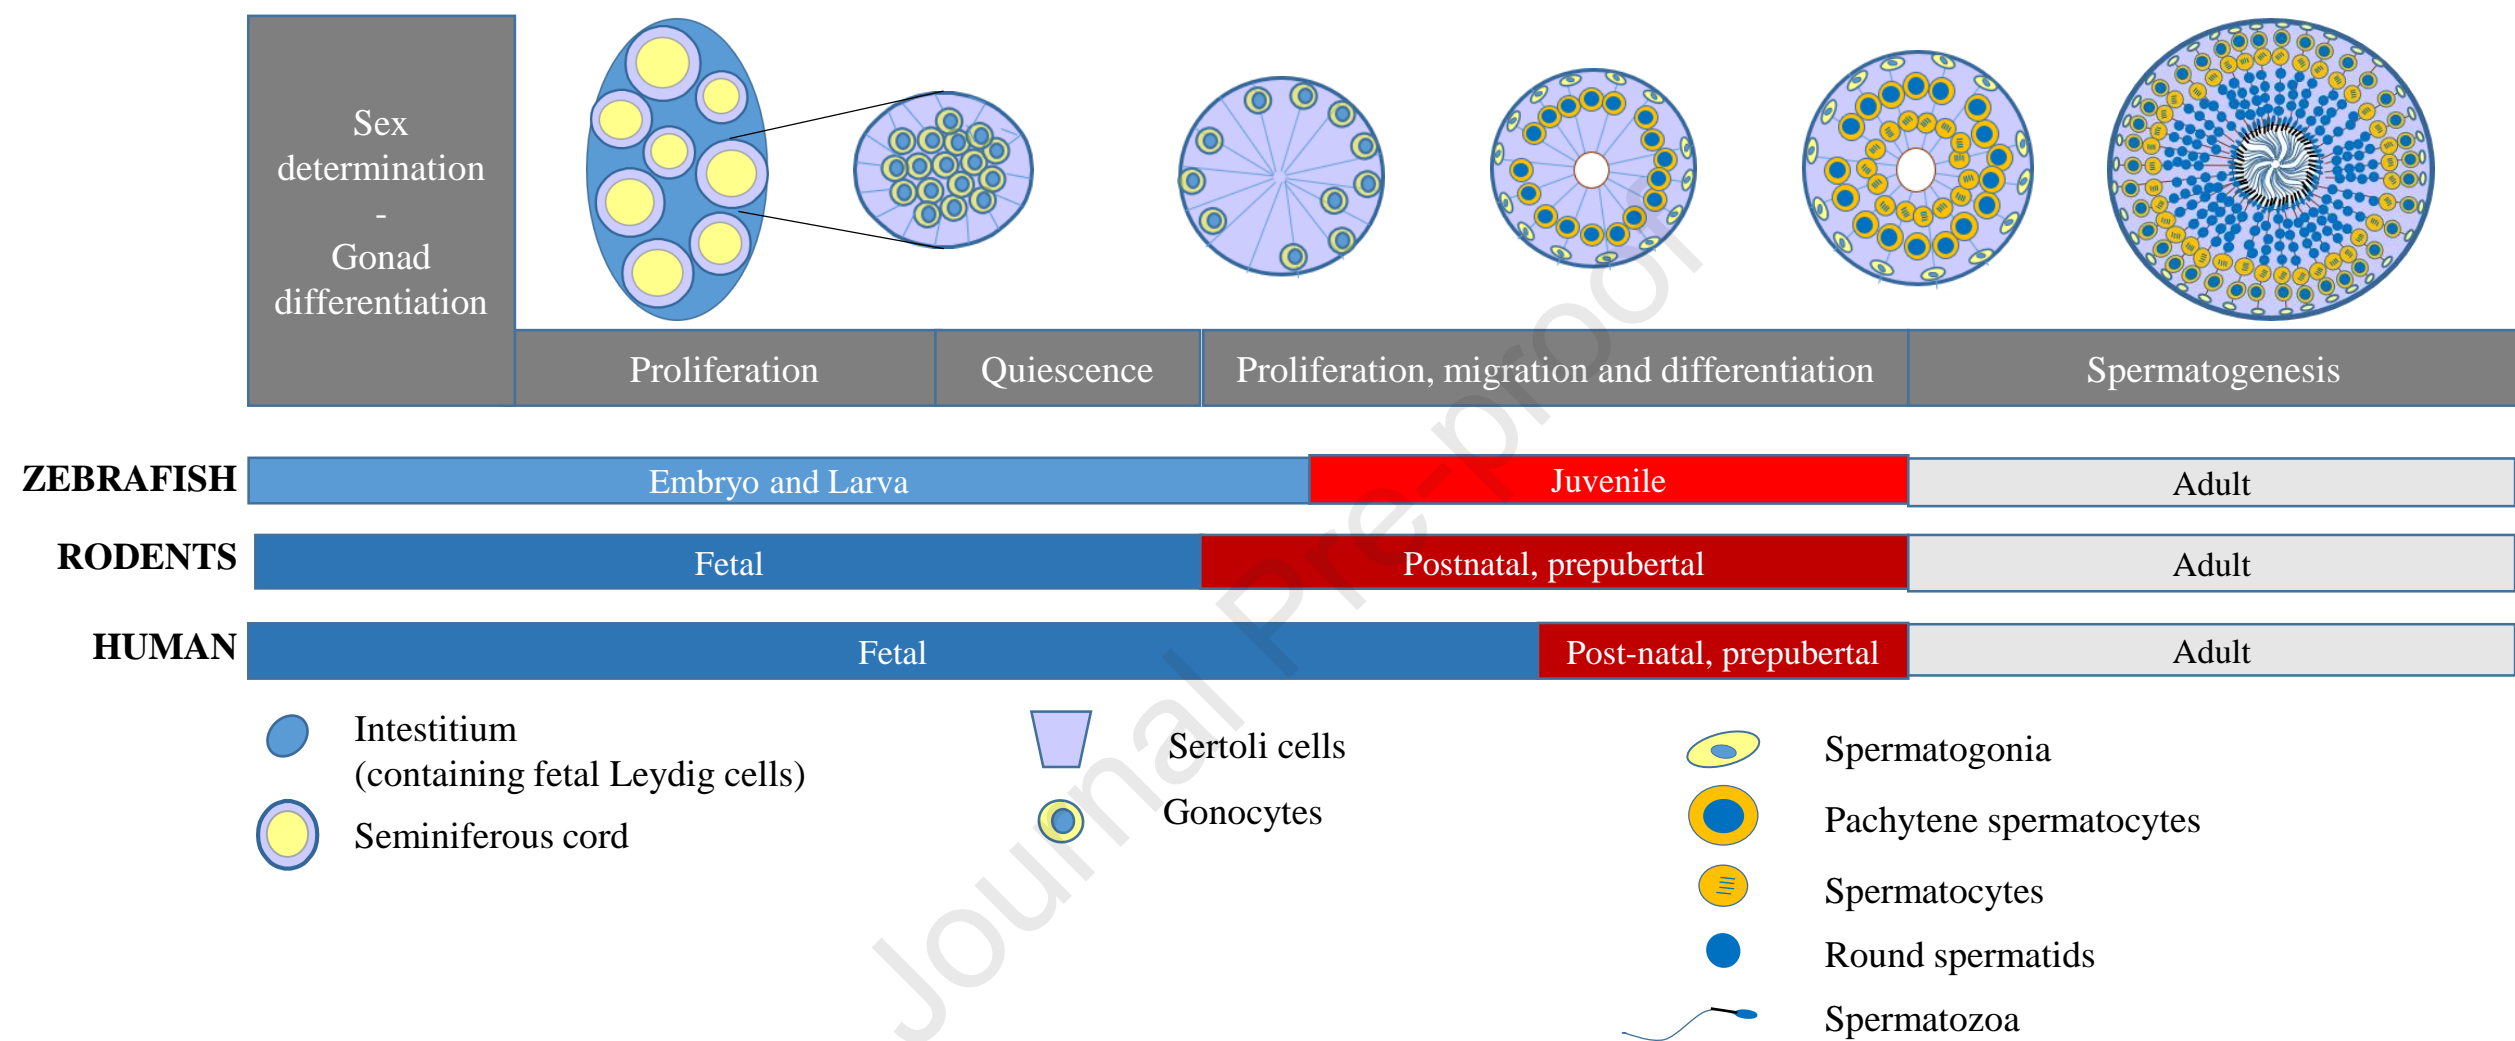 Sex
determination
-
Gonad
differentiation
Proliferation
Quiescence
Proliferation, migration and differentiation
Spermatogenesis
ZEBRAFISH
Embryo and Larva
Juvenile
Adult
RODENTS
Fetal
Postnatal, prepubertal
Adult
HUMAN
Fetal
Post-natal, prepubertal
Adult
Intestitium
(containing fetal Leydig cells)
Seminiferous cord
Sertoli cells
Gonocytes
Spermatogonia
Pachytene spermatocytes
Spermatocytes
Round spermatids
Spermatozoa
Journal Pre-proof